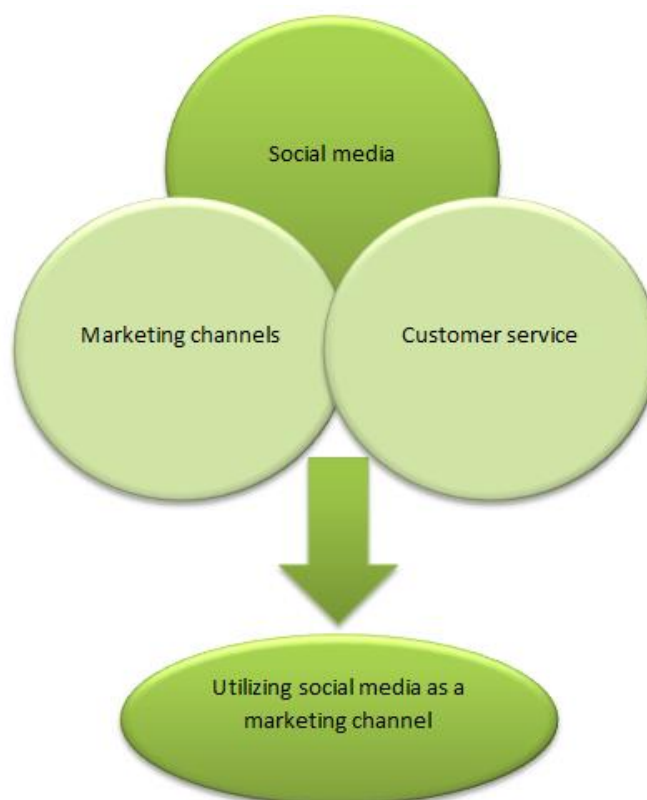 Social media
Marketing channels
Customer service
Utilizing social media as a
marketing channel